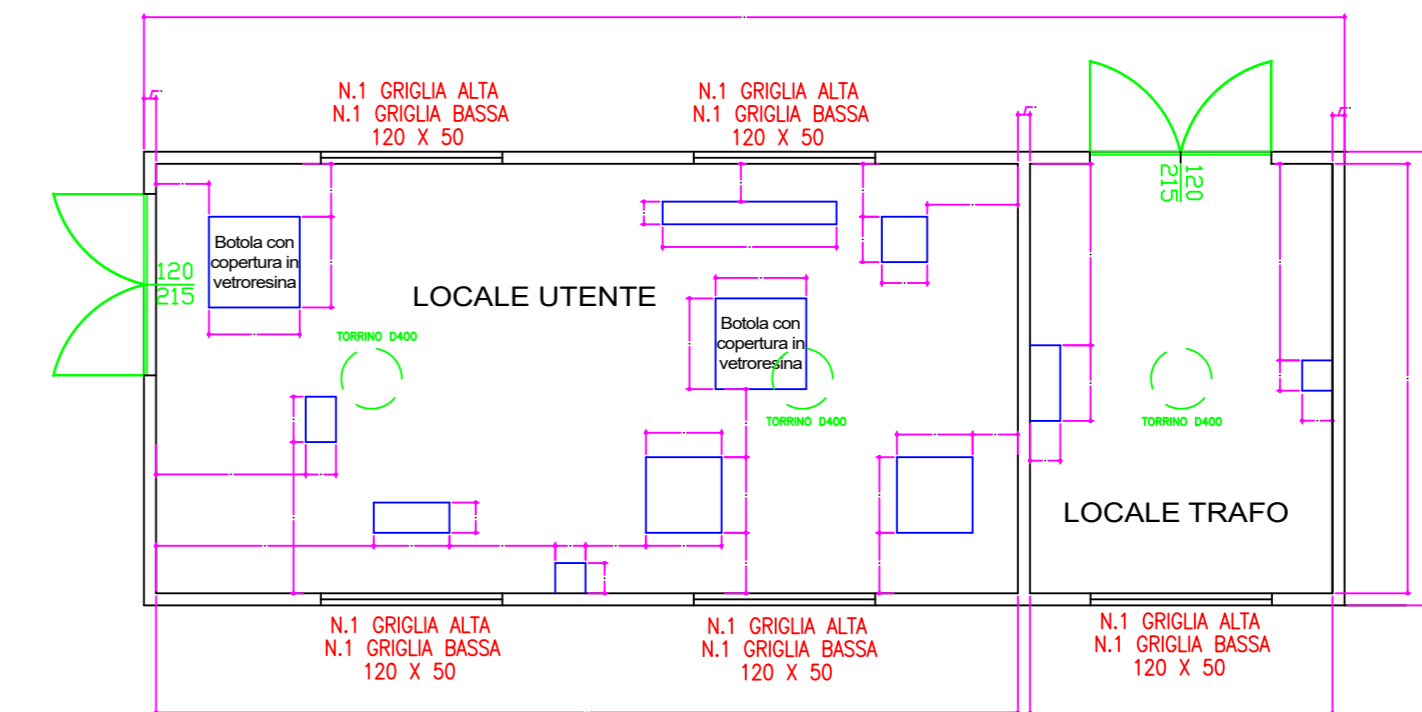 N.1 GRIGLIA ALTA
N.1 GRIGLIA BASSA
120 X 50
N.1 GRIGLIA ALTA
N.1 GRIGLIA BASSA
120 X 50
120
215
120
215
Botola con
copertura in
vetroresina
LOCALE UTENTE
TORRINO D400
Botola con
copertura in
vetroresina
TORRINO D400
TORRINO D400
LOCALE TRAFO
N.1 GRIGLIA ALTA
N.1 GRIGLIA BASSA
120 X 50
N.1 GRIGLIA ALTA
N.1 GRIGLIA BASSA
120 X 50
N.1 GRIGLIA ALTA
N.1 GRIGLIA BASSA
120 X 50